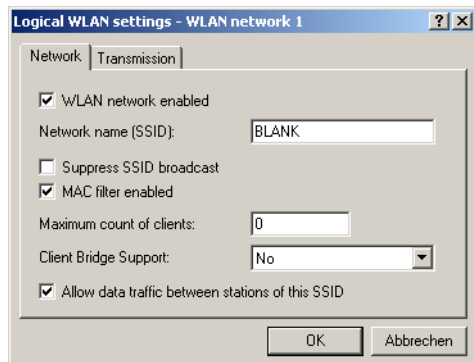 Logical WLAN settings - WLAN network 1
Network
Transmission
WLAN network enabled
Network name (SSID): BLANK
Suppress SSID broadcast
MAC filter enabled
Maximum count of clients: 0
Client Bridge Support: No
Allow data traffic between stations of this SSID
OK
Abbrechen